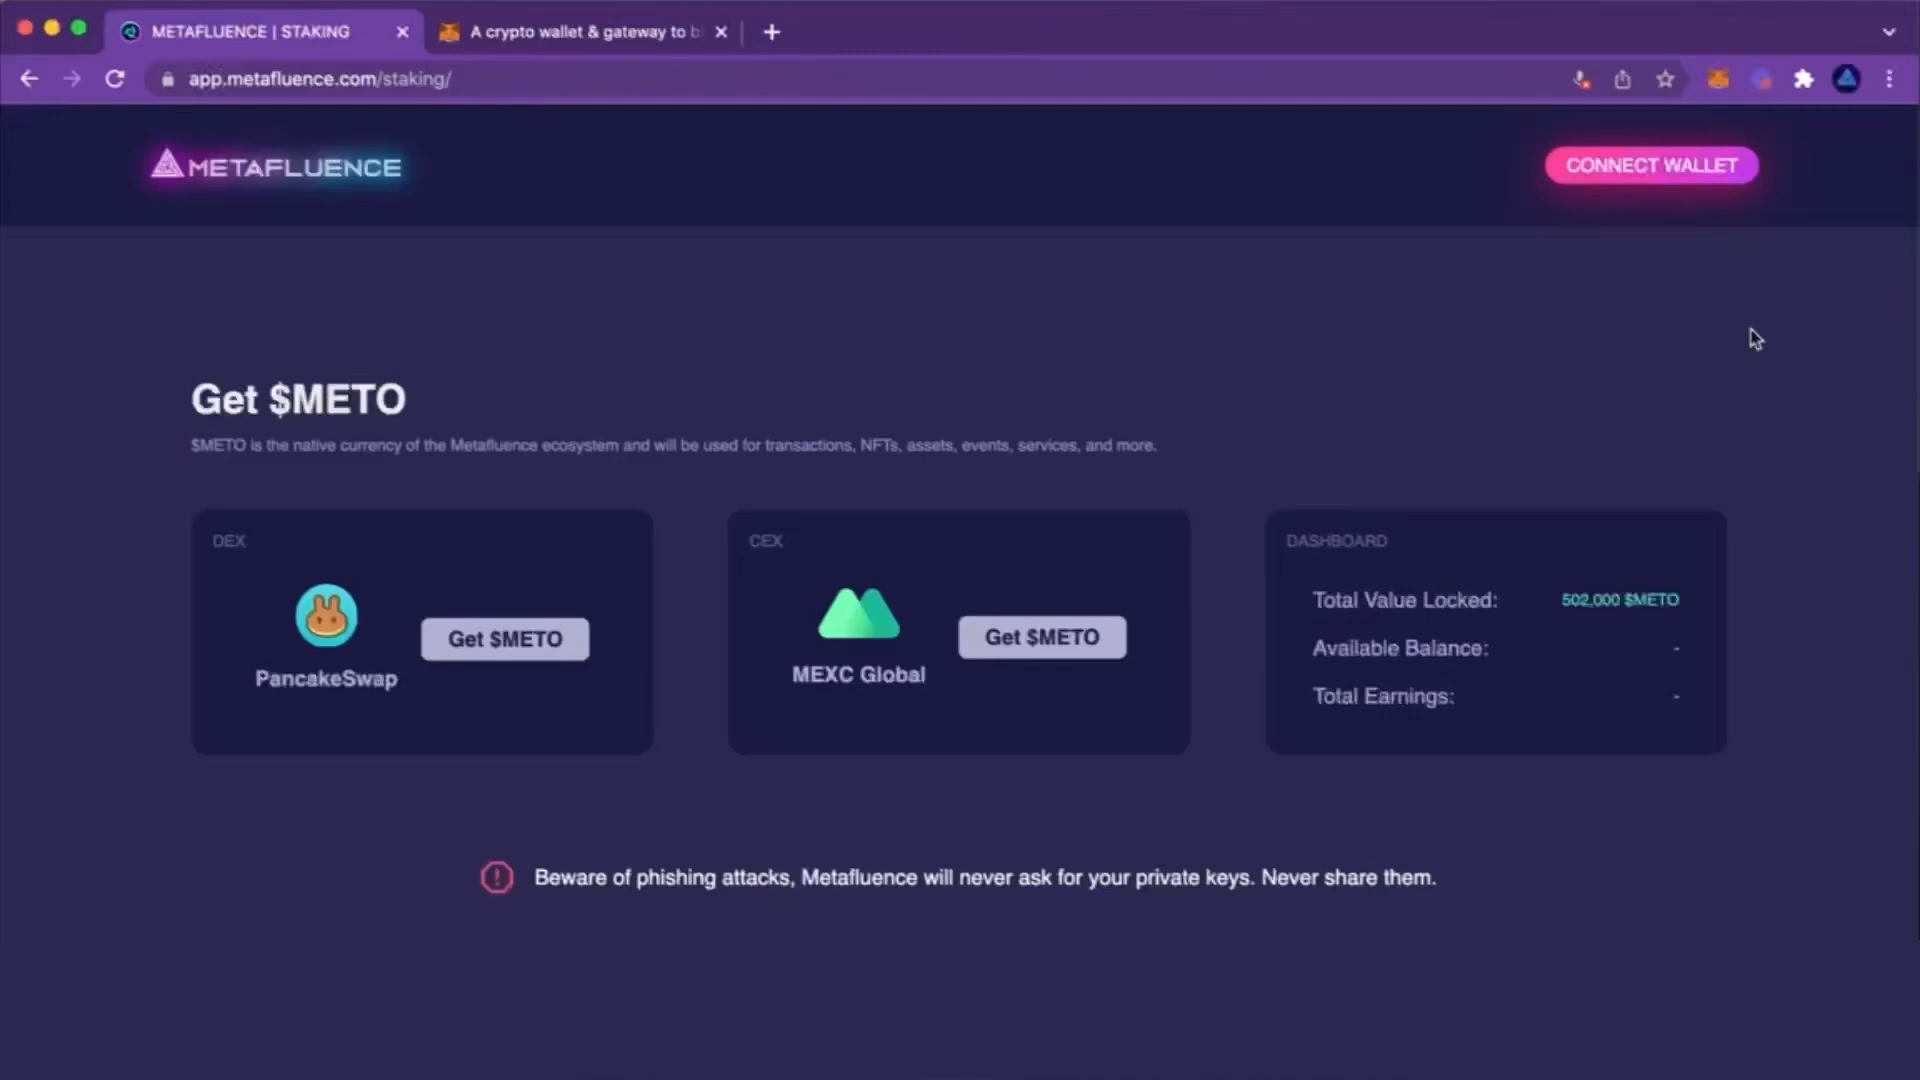 METAFLUENCE | STAKING
A crypto wallet & gateway to b
app.metafluence.com/staking/
METAFLUENCE
CONNECT WALLET
Get $METO
$METO is the native currency of the Metafluence ecosystem and will be used for transactions, NFTs, assets, events, services, and more.
DEX
PancakeSwap
Get $METO
CEX
MEXC Global
Get $METO
DASHBOARD
Total Value Locked: 502,000 $METO
Available Balance: -
Total Earnings: -
Beware of phishing attacks, Metafluence will never ask for your private keys. Never share them.